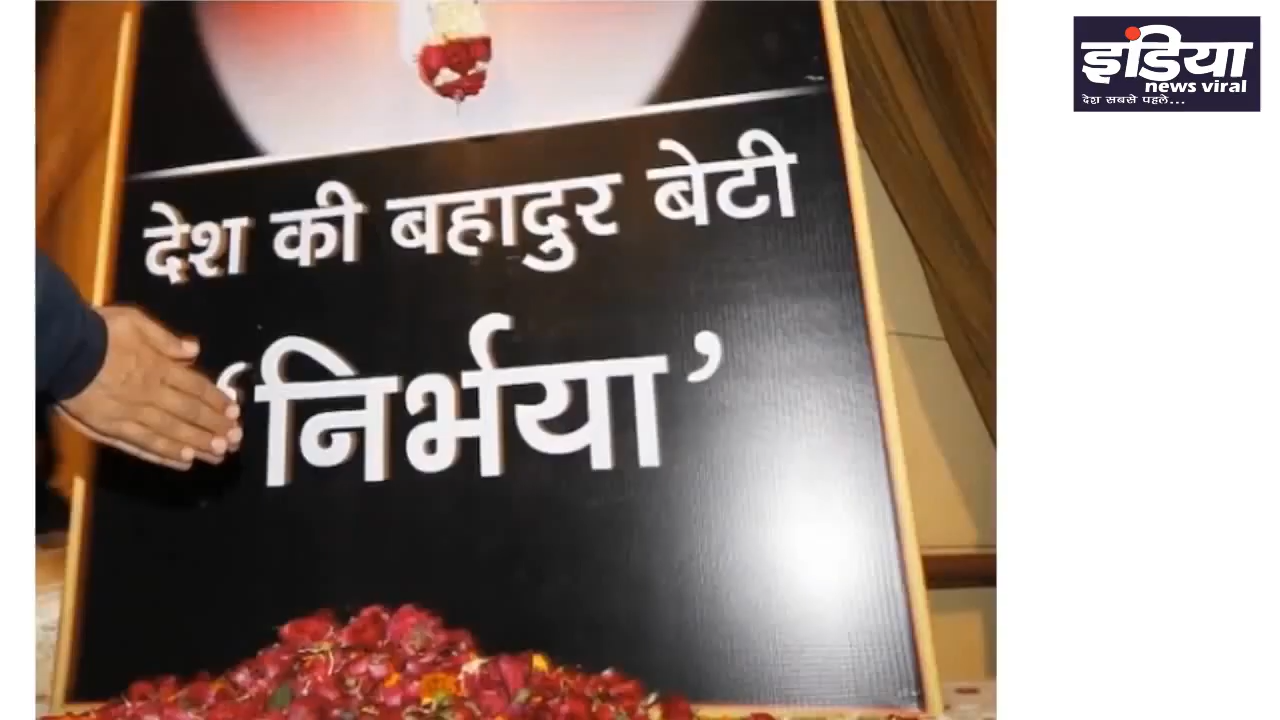 इंडिया
news viral
देश सबसे पहले...
देश की बहादुर बेटी
‘निर्भया’